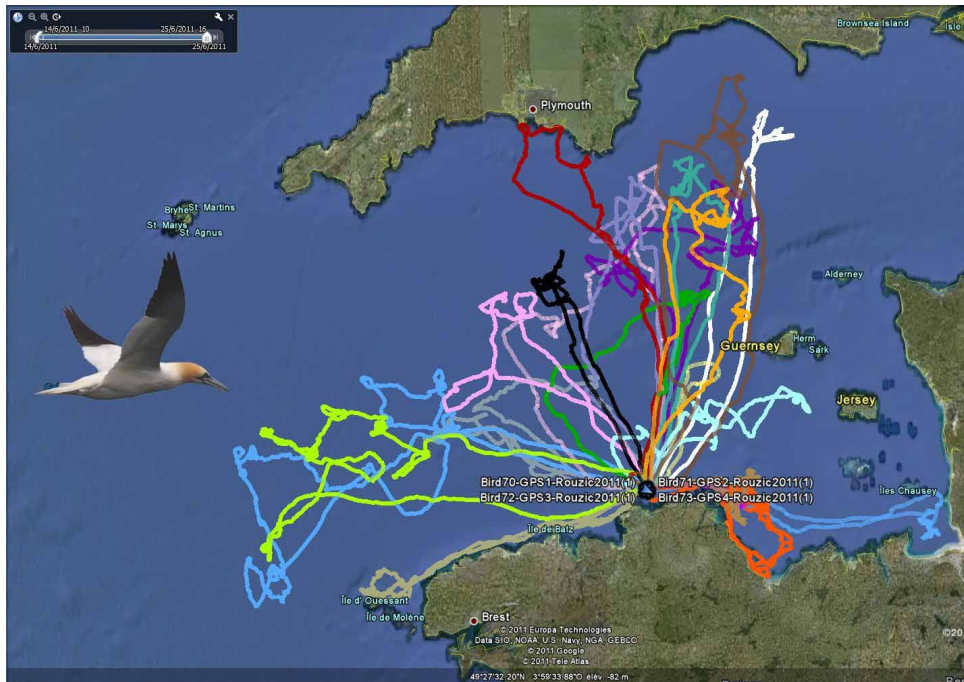 14/6/2011 10
25/6/2011 16
14/6/2011
25/6/2011
Brownsea Island
Isle
Plymouth
Bryher
St. Martins
St. Marys
St. Agnus
Alderney
Guernsey
Herm
Sark
Jersey
Bird70-GPS1-Rouzic2011(1)
Bird71-GPS2-Rouzic2011(1)
Bird72-GPS3-Rouzic2011(1)
Bird73-GPS4-Rouzic2011(1)
Îles Chausey
Île de Batz
Île d' Ouessant
Île de Molène
Brest
© 2011 Europa Technologies
Data SIO, NOAA, U.S. Navy, NGA, GEBCO
© 2011 Google
© 2011 Tele Atlas
©20
49°27'32.20"N 3°59'33.88"O élév. -82 m